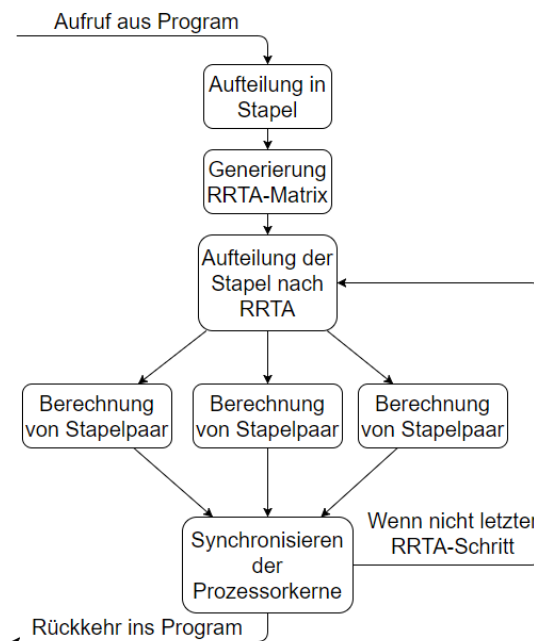 Aufruf aus Program
Aufteilung in
Stapel
Generierung
RRTA-Matrix
Aufteilung der
Stapel nach
RRTA
Berechnung
von Stapelpaar
Berechnung
von Stapelpaar
Berechnung
von Stapelpaar
Wenn nicht letzter
RRTA-Schritt
Synchronisieren
der
Prozessorkerne
Rückkehr ins Program